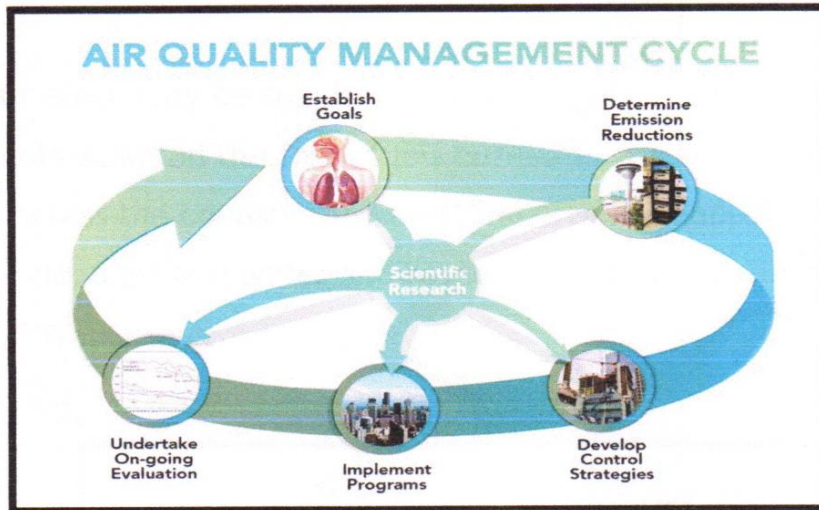 AIR QUALITY MANAGEMENT CYCLE
Establish
Goals
Determine
Emission
Reductions
Scientific
Research
Undertake
On-going
Evaluation
Implement
Programs
Develop
Control
Strategies